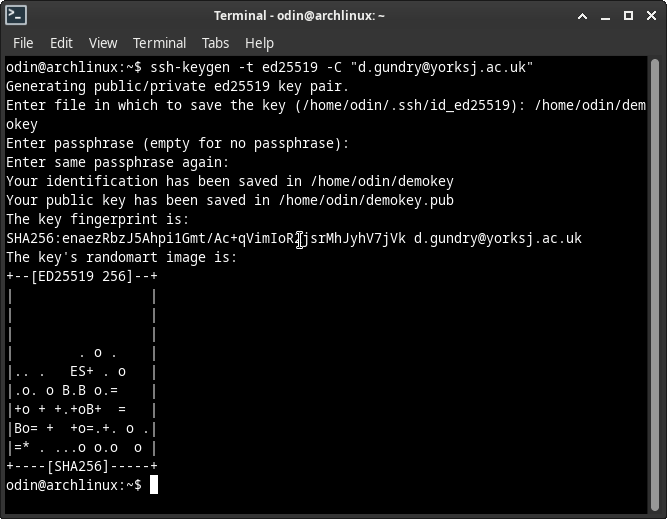 Terminal - odin@archlinux: ~
File Edit View Terminal Tabs Help
odin@archlinux:~$ ssh-keygen -t ed25519 -C "d.gundry@yorksj.ac.uk"
Generating public/private ed25519 key pair.
Enter file in which to save the key (/home/odin/.ssh/id_ed25519): /home/odin/dem
okey
Enter passphrase (empty for no passphrase):
Enter same passphrase again:
Your identification has been saved in /home/odin/demokey
Your public key has been saved in /home/odin/demokey.pub
The key fingerprint is:
SHA256:enaezRbzJ5Ahpi1Gmt/Ac+qVimIoR2jsrMhJyhV7jVk d.gundry@yorksj.ac.uk
The key's randomart image is:
+--[ED25519 256]--+
|                 |
|                 |
|                 |
|        . o .    |
|.. .   ES+ . o   |
|.o. o B.B o.=    |
|+o + +.+oB+  =   |
|Bo= +  +o=.+. o .|
|=* . ...o o.o  o |
+----[SHA256]-----+
odin@archlinux:~$